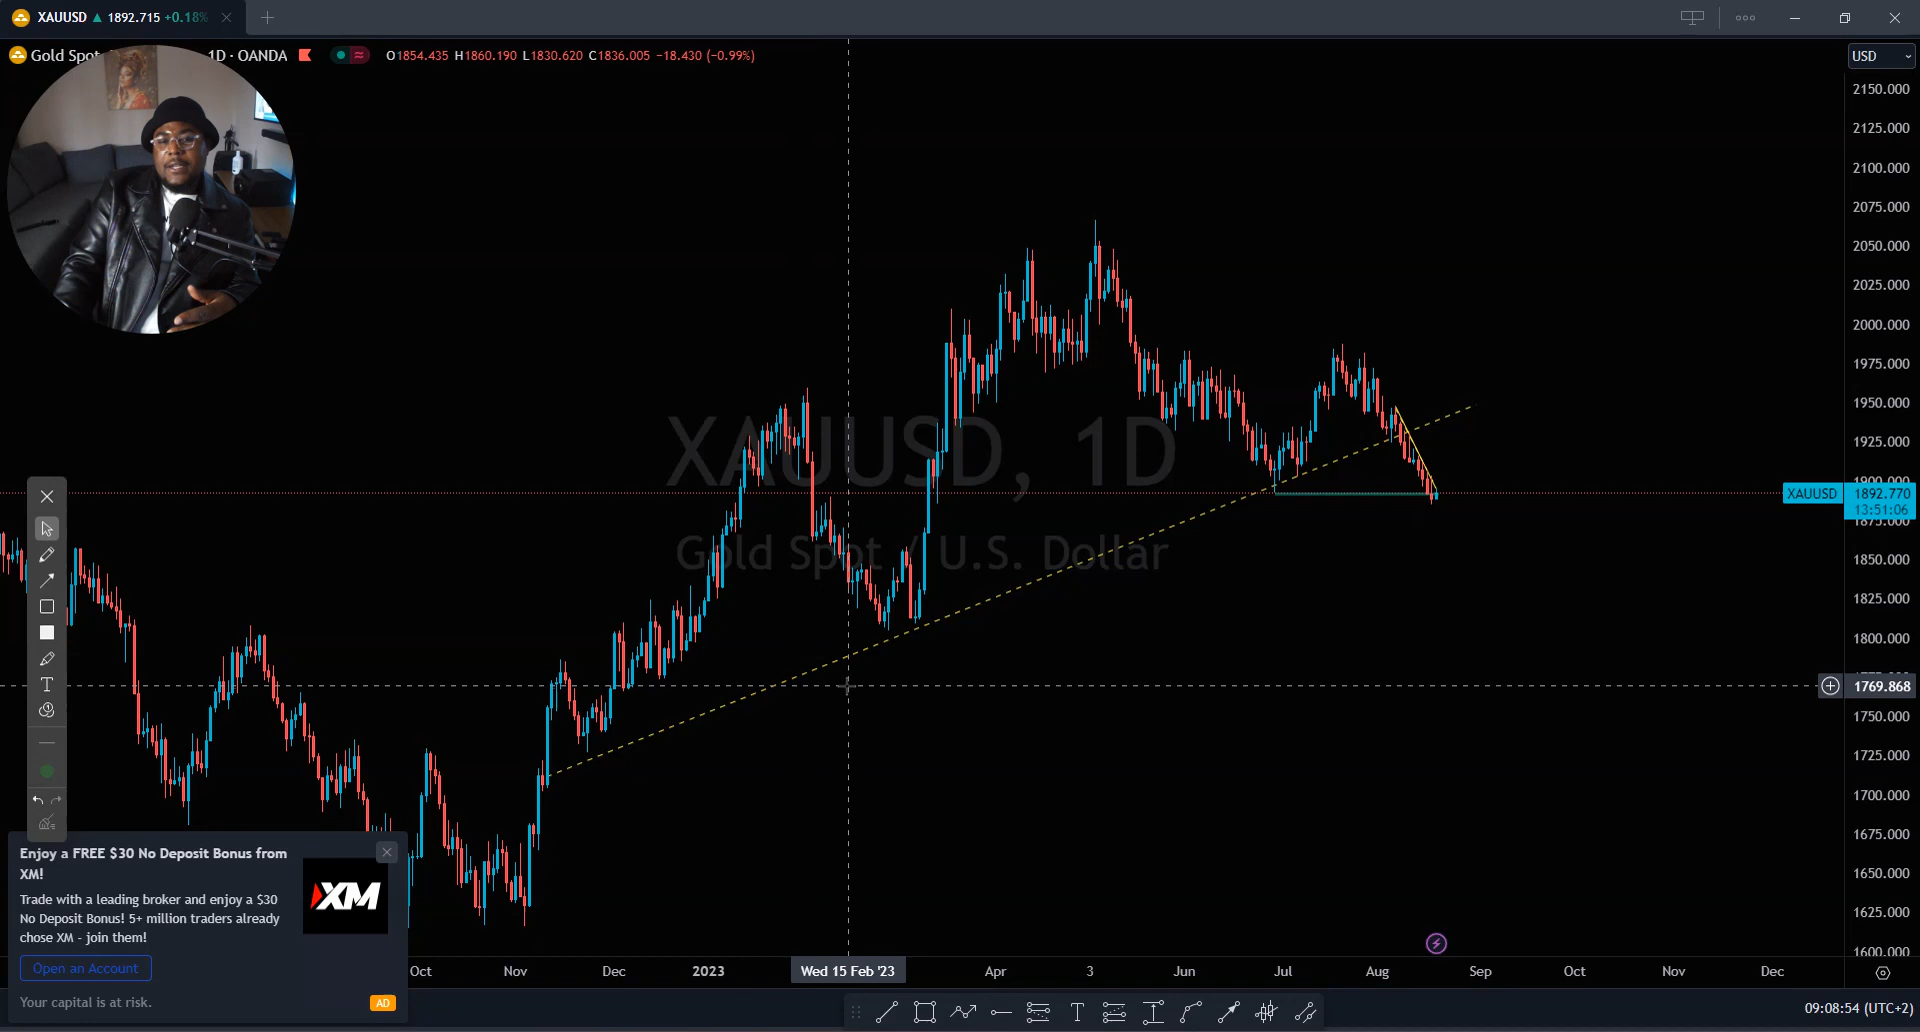 XAUUSD ▲ 1892.715 +0.18%
Gold Spot 1D · OANDA O1854.435 H1860.190 L1830.620 C1836.005 −18.430 (−0.99%)
USD
2150.000
2125.000
2100.000
2075.000
2050.000
2025.000
2000.000
1975.000
1950.000
1925.000
1900.000
XAUUSD 1892.770
13:51:06
1875.000
1850.000
1825.000
1800.000
1769.868
1750.000
1725.000
1700.000
1675.000
1650.000
1625.000
1600.000
XAUUSD, 1D
Gold Spot / U.S. Dollar
Enjoy a FREE $30 No Deposit Bonus from
XM!
Trade with a leading broker and enjoy a $30
No Deposit Bonus! 5+ million traders already
chose XM - join them!
XM
Open an Account
Your capital is at risk.
AD
Oct Nov Dec 2023 Wed 15 Feb '23 Apr 3 Jun Jul Aug Sep Oct Nov Dec
09:08:54 (UTC+2)